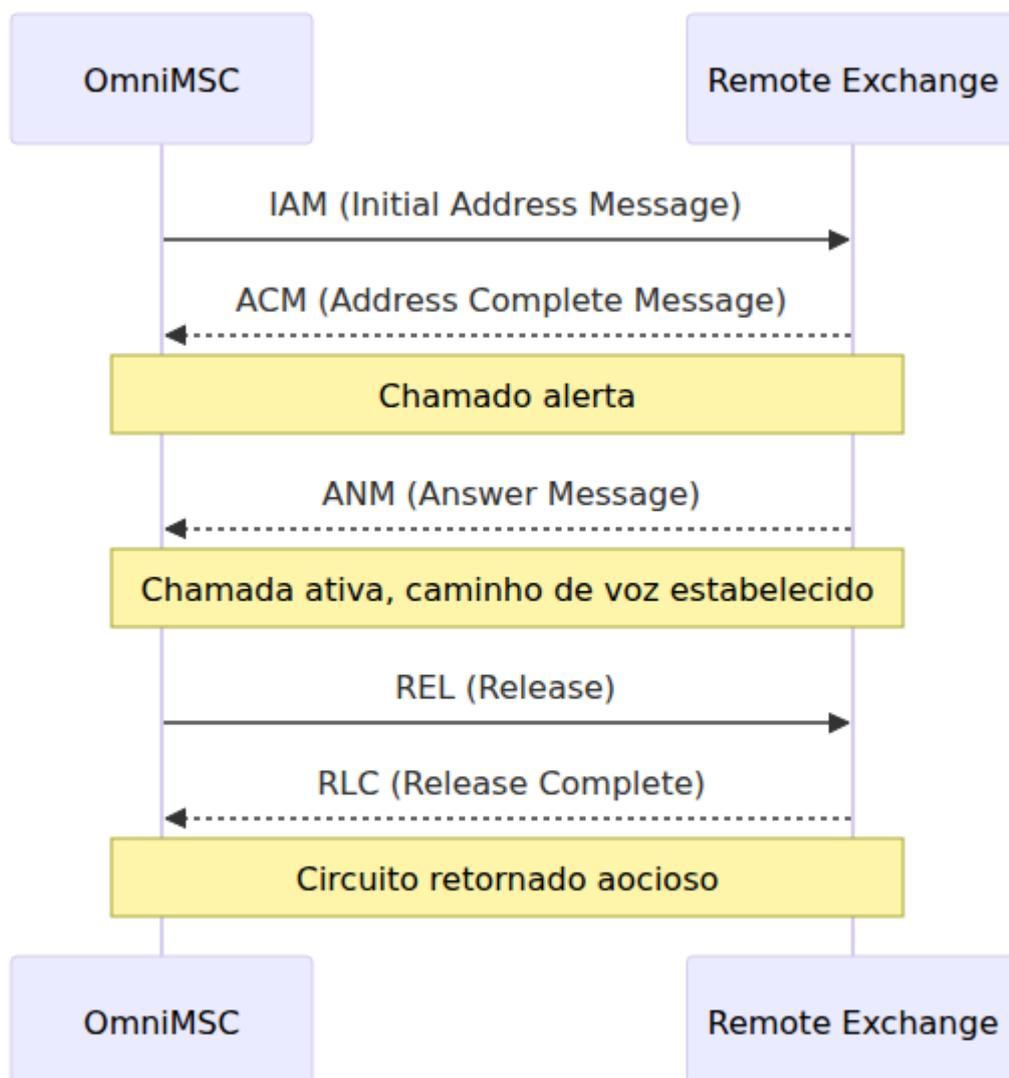 OmniMSC
Remote Exchange
IAM (Initial Address Message)
ACM (Address Complete Message)
Chamado alerta
ANM (Answer Message)
Chamada ativa, caminho de voz estabelecido
REL (Release)
RLC (Release Complete)
Circuito retornado aocioso
OmniMSC
Remote Exchange